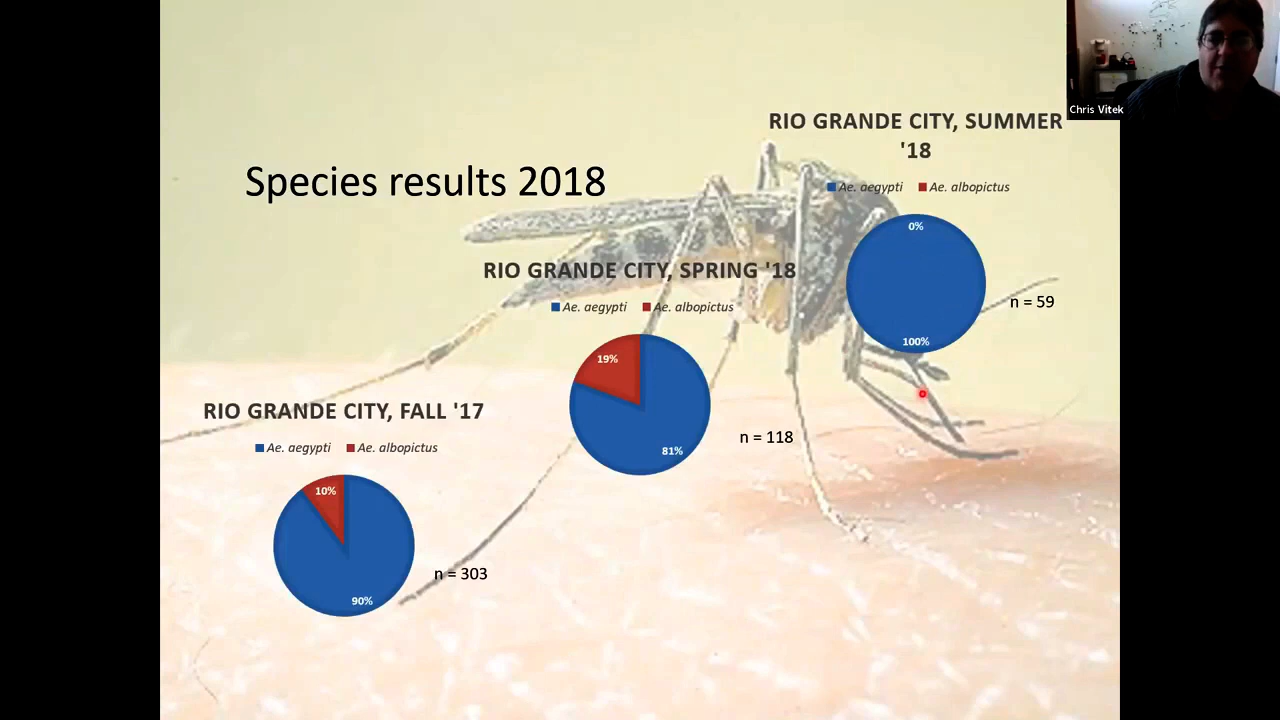 Chris Vitek
RIO GRANDE CITY, SUMMER
'18
Ae. aegypti Ae. albopictus
0%
100%
n = 59
Species results 2018
RIO GRANDE CITY, SPRING '18
Ae. aegypti Ae. albopictus
19%
81%
n = 118
RIO GRANDE CITY, FALL '17
Ae. aegypti Ae. albopictus
10%
90%
n = 303